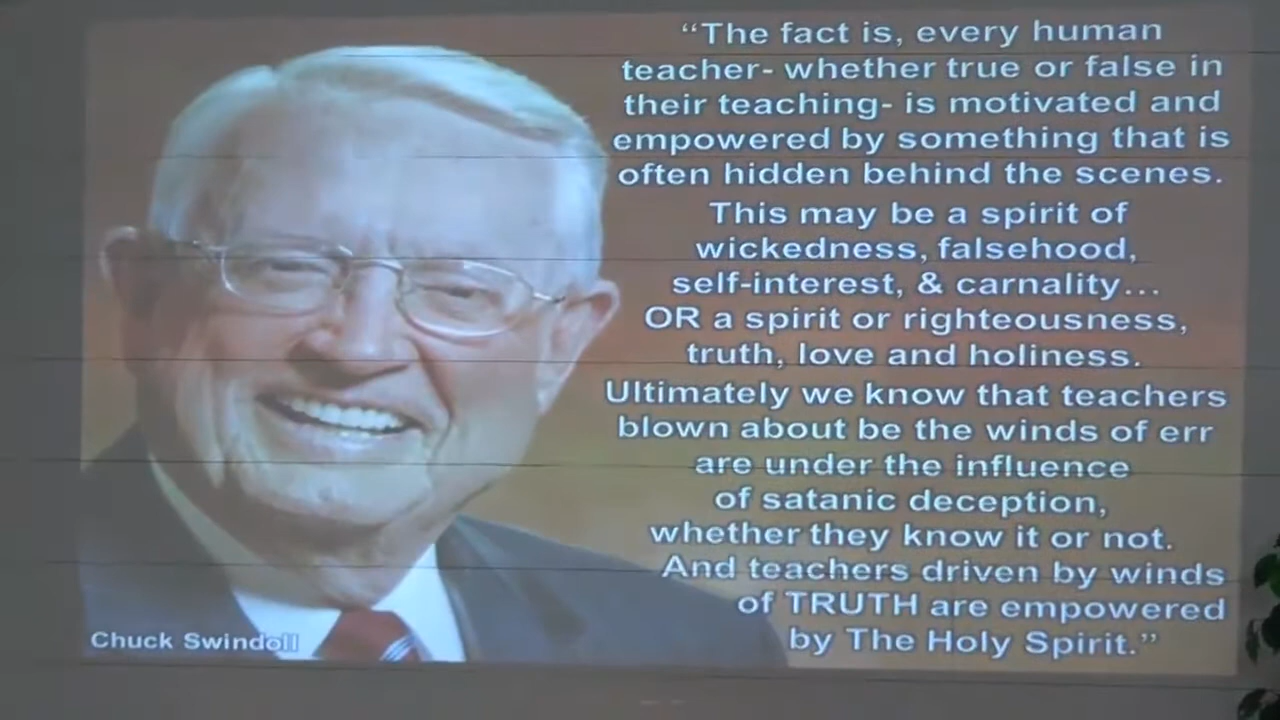 “The fact is, every human
teacher- whether true or false in
their teaching- is motivated and
empowered by something that is
often hidden behind the scenes.
This may be a spirit of
wickedness, falsehood,
self-interest, & carnality...
OR a spirit or righteousness,
truth, love and holiness.
Ultimately we know that teachers
blown about be the winds of err
are under the influence
of satanic deception,
whether they know it or not.
And teachers driven by winds
of TRUTH are empowered
by The Holy Spirit.”
Chuck Swindoll